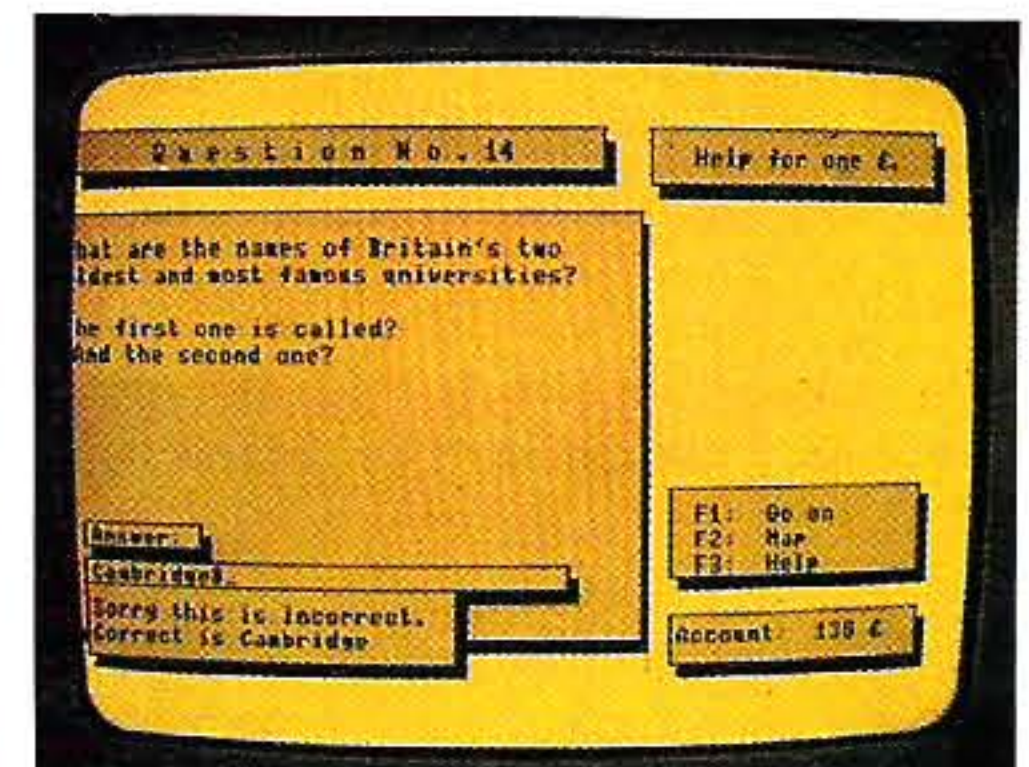 Question No. 14
Help for one £.
hat are the names of Britain's two
ldest and most famous universities?
he first one is called?
And the second one?
Answer:
Sorry this is incorrect.
Correct is Cambridge
F1: Go on
F2: Map
F3: Help
Account: 138 £